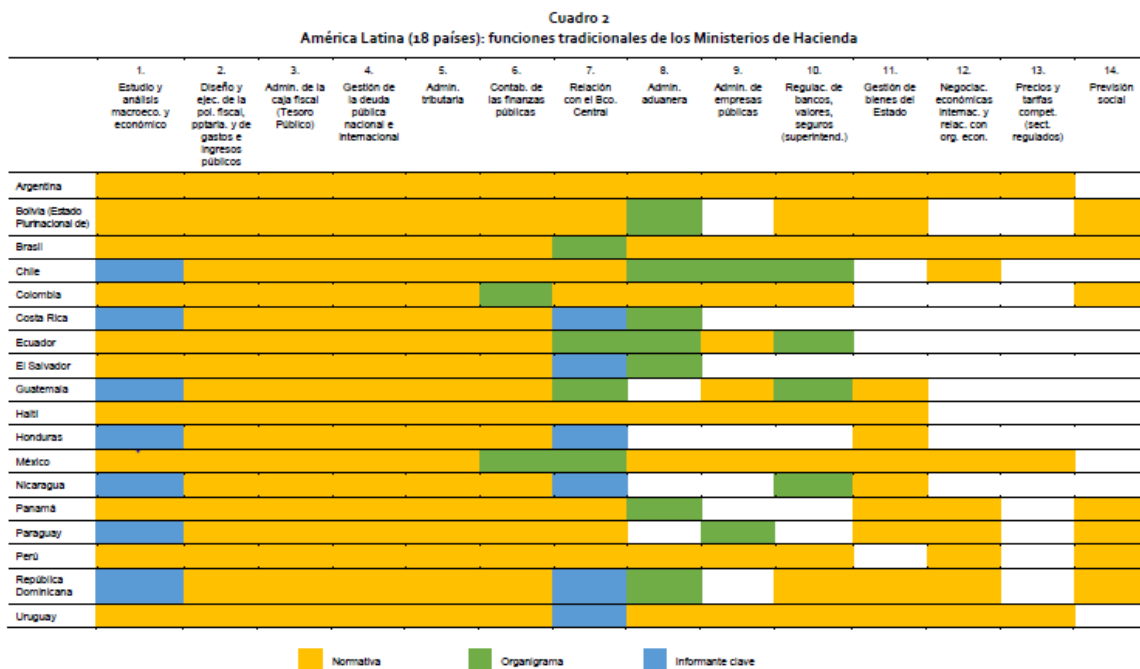 Cuadro 2
América Latina (18 países): funciones tradicionales de los Ministerios de Hacienda
1.
Estudio y
análisis
macroeco. y
económico
2.
Diseño y
ejec. de la
pol. fiscal,
pptaria. y de
gastos e
ingresos
públicos
3.
Admin. de la
caja fiscal
(Tesoro
Público)
4.
Gestión de
la deuda
pública
nacional e
internacional
5.
Admin.
tributaria
6.
Contab. de
las finanzas
públicas
7.
Relación
con el Bco.
Central
8.
Admin.
aduanera
9.
Admin. de
empresas
públicas
10.
Regulac. de
bancos,
valores,
seguros
(superintend.)
11.
Gestión de
bienes del
Estado
12.
Negociac.
económicas
internac. y
relac. con
org. econ.
13.
Precios y
tarifas
compet.
(sect.
regulados)
14.
Previsión
social
Argentina
Bolivia (Estado
Plurinacional de)
Brasil
Chile
Colombia
Costa Rica
Ecuador
El Salvador
Guatemala
Haití
Honduras
México
Nicaragua
Panamá
Paraguay
Perú
República
Dominicana
Uruguay
Normativa
Organigrama
Informante clave